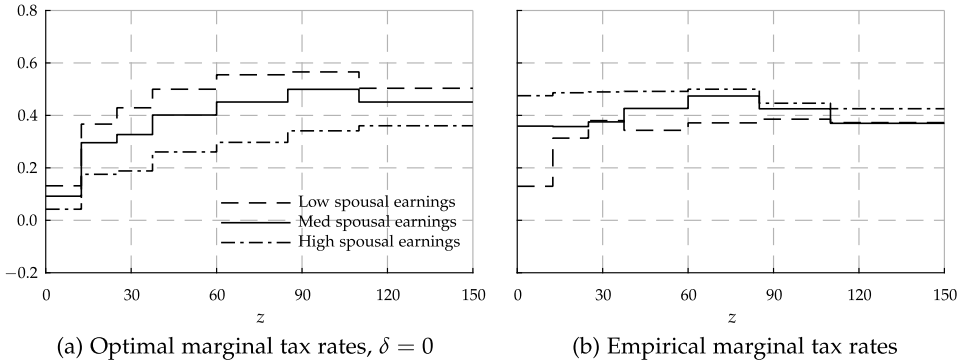 0.8
0.6
0.4
0.2
0.0
−0.2
Low spousal earnings
Med spousal earnings
High spousal earnings
0 30 60 90 120 150
z
(a) Optimal marginal tax rates, δ = 0
0 30 60 90 120 150
z
(b) Empirical marginal tax rates